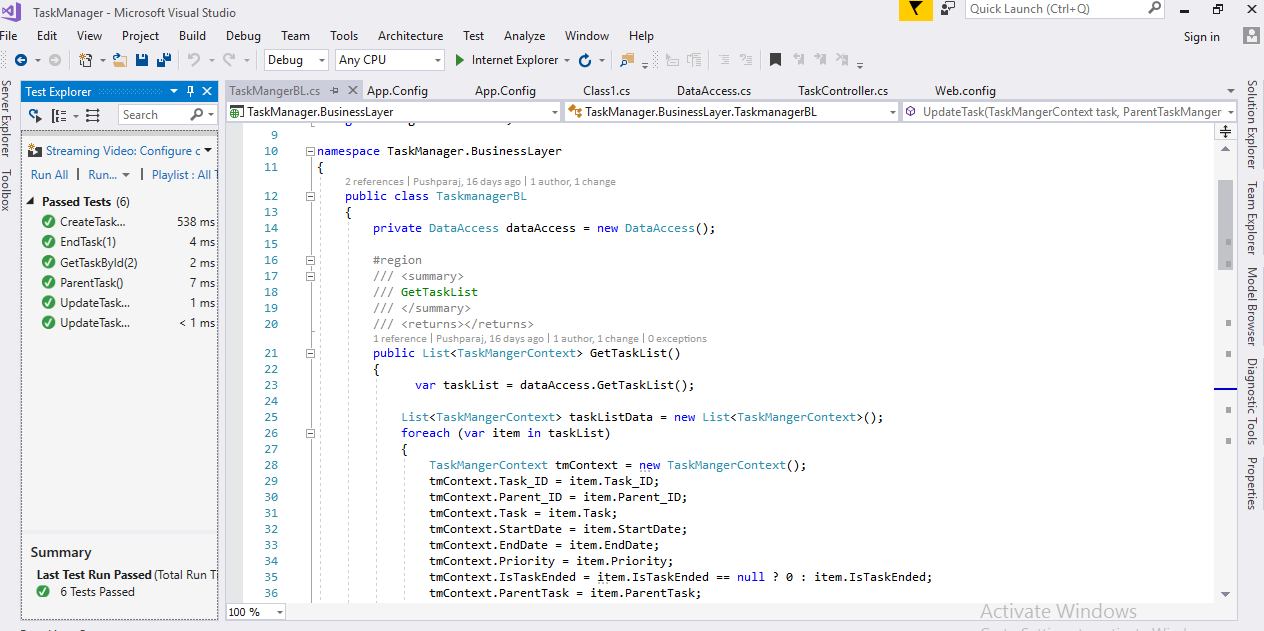 TaskManager - Microsoft Visual Studio
Quick Launch (Ctrl+Q)
File Edit View Project Build Debug Team Tools Architecture Test Analyze Window Help
Sign in
Debug Any CPU Internet Explorer
Server Explorer
Toolbox
Test Explorer
Search
Streaming Video: Configure c
Run All | Run... | Playlist : All T
Passed Tests (6)
CreateTask... 538 ms
EndTask(1) 4 ms
GetTaskById(2) 2 ms
ParentTask() 7 ms
UpdateTask... 1 ms
UpdateTask... < 1 ms
Summary
Last Test Run Passed (Total Run T
6 Tests Passed
TaskMangerBL.cs App.Config App.Config Class1.cs DataAccess.cs TaskController.cs Web.config
TaskManager.BusinessLayer TaskManager.BusinessLayer.TaskmanagerBL UpdateTask(TaskMangerContext task, ParentTaskManger
9
10 namespace TaskManager.BusinessLayer
11 {
2 references | Pushparaj, 16 days ago | 1 author, 1 change
12 public class TaskmanagerBL
13 {
14 private DataAccess dataAccess = new DataAccess();
15
16 #region
17 /// <summary>
18 /// GetTaskList
19 /// </summary>
20 /// <returns></returns>
1 reference | Pushparaj, 16 days ago | 1 author, 1 change | 0 exceptions
21 public List<TaskMangerContext> GetTaskList()
22 {
23 var taskList = dataAccess.GetTaskList();
24
25 List<TaskMangerContext> taskListData = new List<TaskMangerContext>();
26 foreach (var item in taskList)
27 {
28 TaskMangerContext tmContext = new TaskMangerContext();
29 tmContext.Task_ID = item.Task_ID;
30 tmContext.Parent_ID = item.Parent_ID;
31 tmContext.Task = item.Task;
32 tmContext.StartDate = item.StartDate;
33 tmContext.EndDate = item.EndDate;
34 tmContext.Priority = item.Priority;
35 tmContext.IsTaskEnded = item.IsTaskEnded == null ? 0 : item.IsTaskEnded;
36 tmContext.ParentTask = item.ParentTask;
100 %
Solution Explorer
Team Explorer
Model Browser
Diagnostic Tools
Properties
Activate Windows